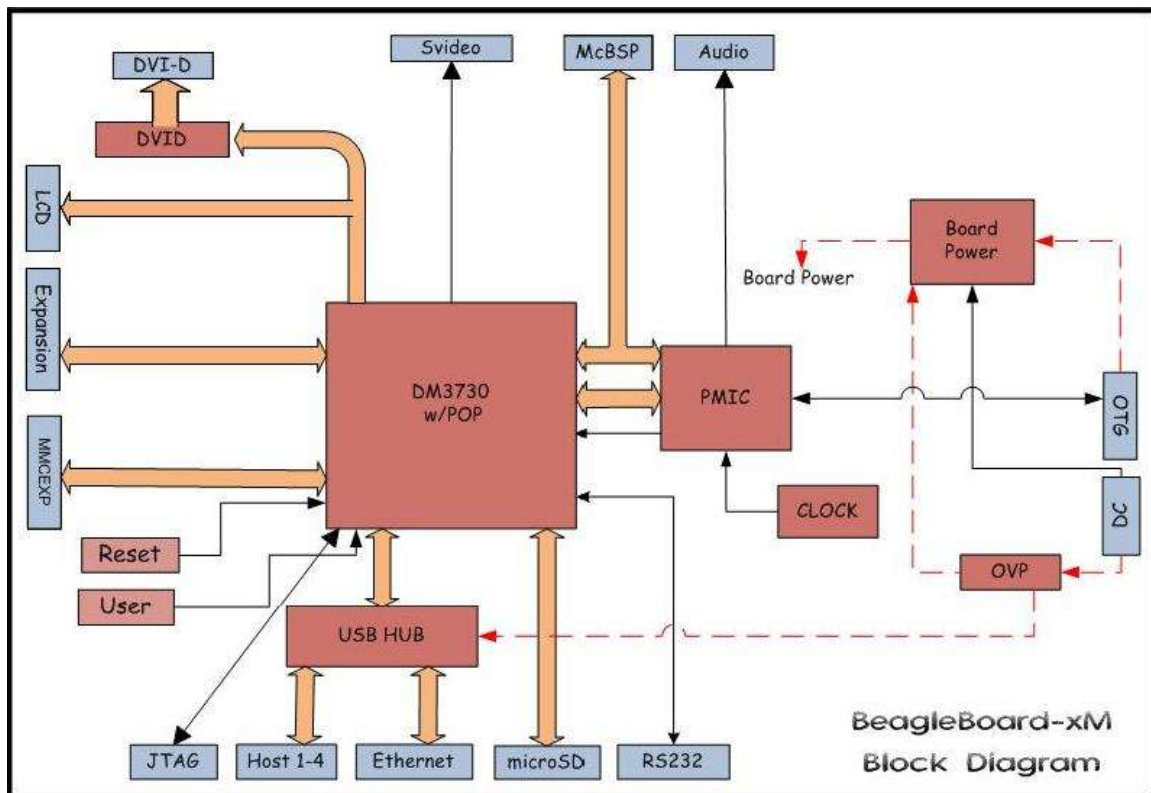 Svideo
McBSP
Audio
DVI-D
DVID
LCD
Board
Power
Board Power
Expansion
DM3730
w/POP
PMIC
OTG
MMCEXP
CLOCK
DC
Reset
OVP
User
USB HUB
BeagleBoard-xM
JTAG
Host 1-4
Ethernet
microSD
RS232
Block Diagram